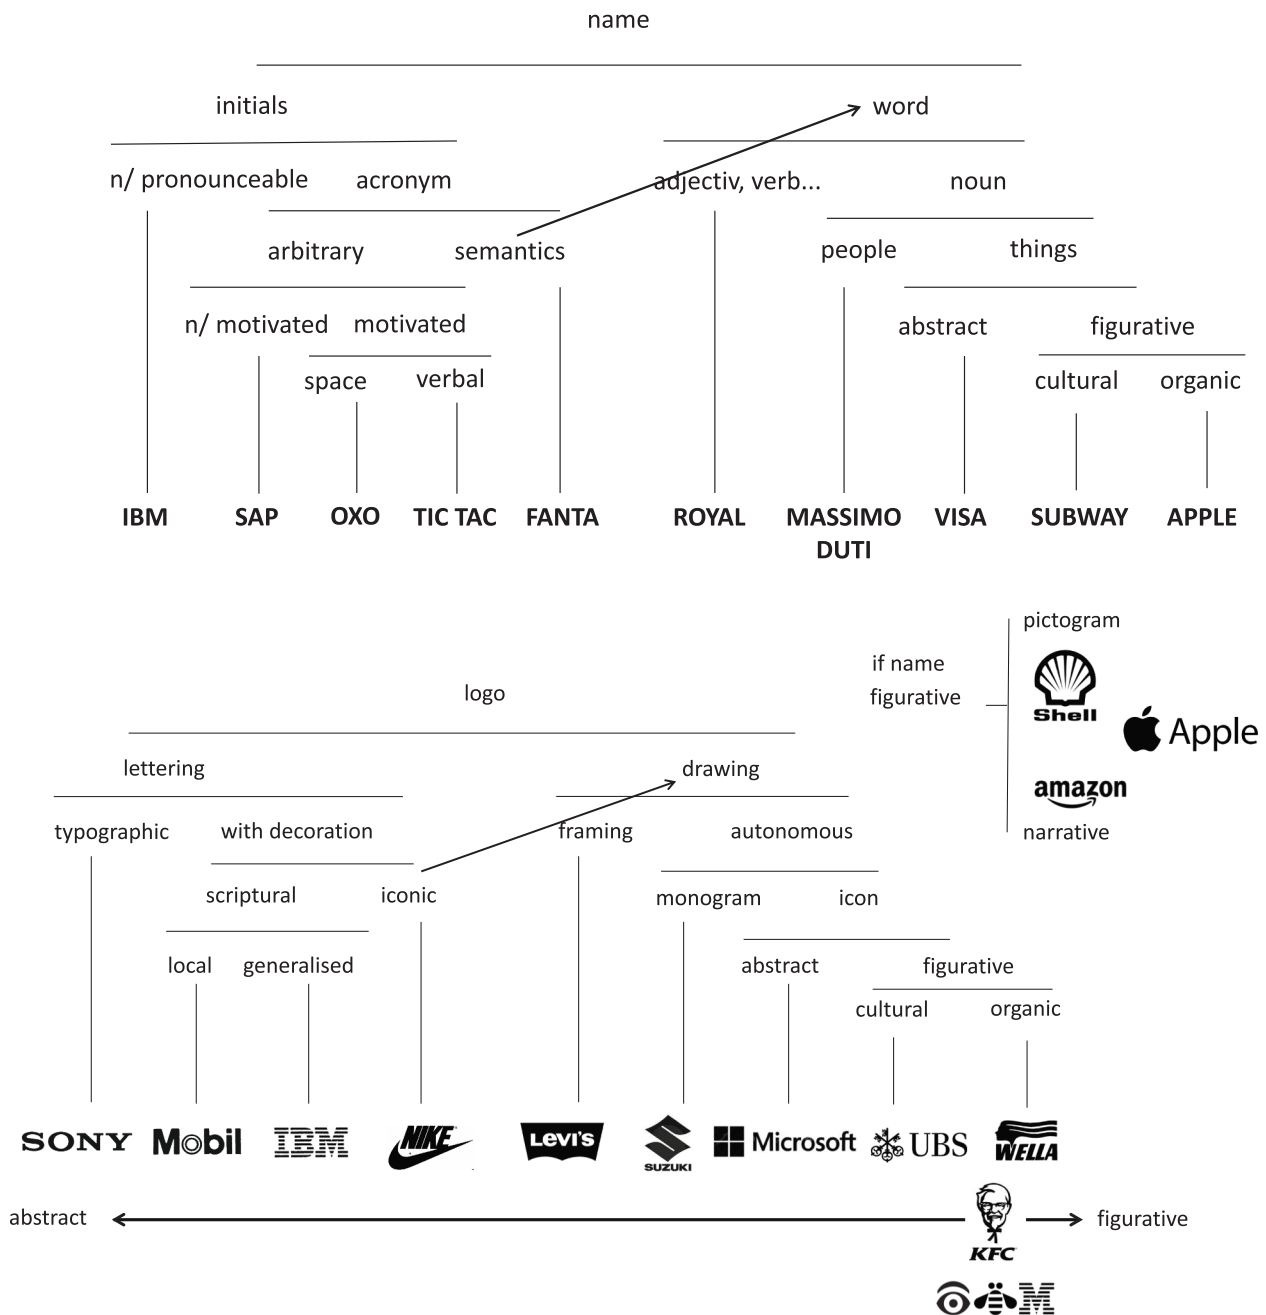 name
initials
word
n/ pronounceable
acronym
adjectiv, verb...
noun
arbitrary
semantics
people
things
n/ motivated
motivated
abstract
figurative
space
verbal
cultural
organic
IBM
SAP
OXO
TIC TAC
FANTA
ROYAL
MASSIMO
DUTI
VISA
SUBWAY
APPLE
if name
figurative
pictogram
Shell
Apple
amazon
narrative
logo
lettering
drawing
typographic
with decoration
framing
autonomous
scriptural
iconic
monogram
icon
local
generalised
abstract
figurative
cultural
organic
SONY
Mobil
IBM
NIKE
Levi's
SUZUKI
Microsoft
UBS
WELLA
abstract
figurative
KFC
M